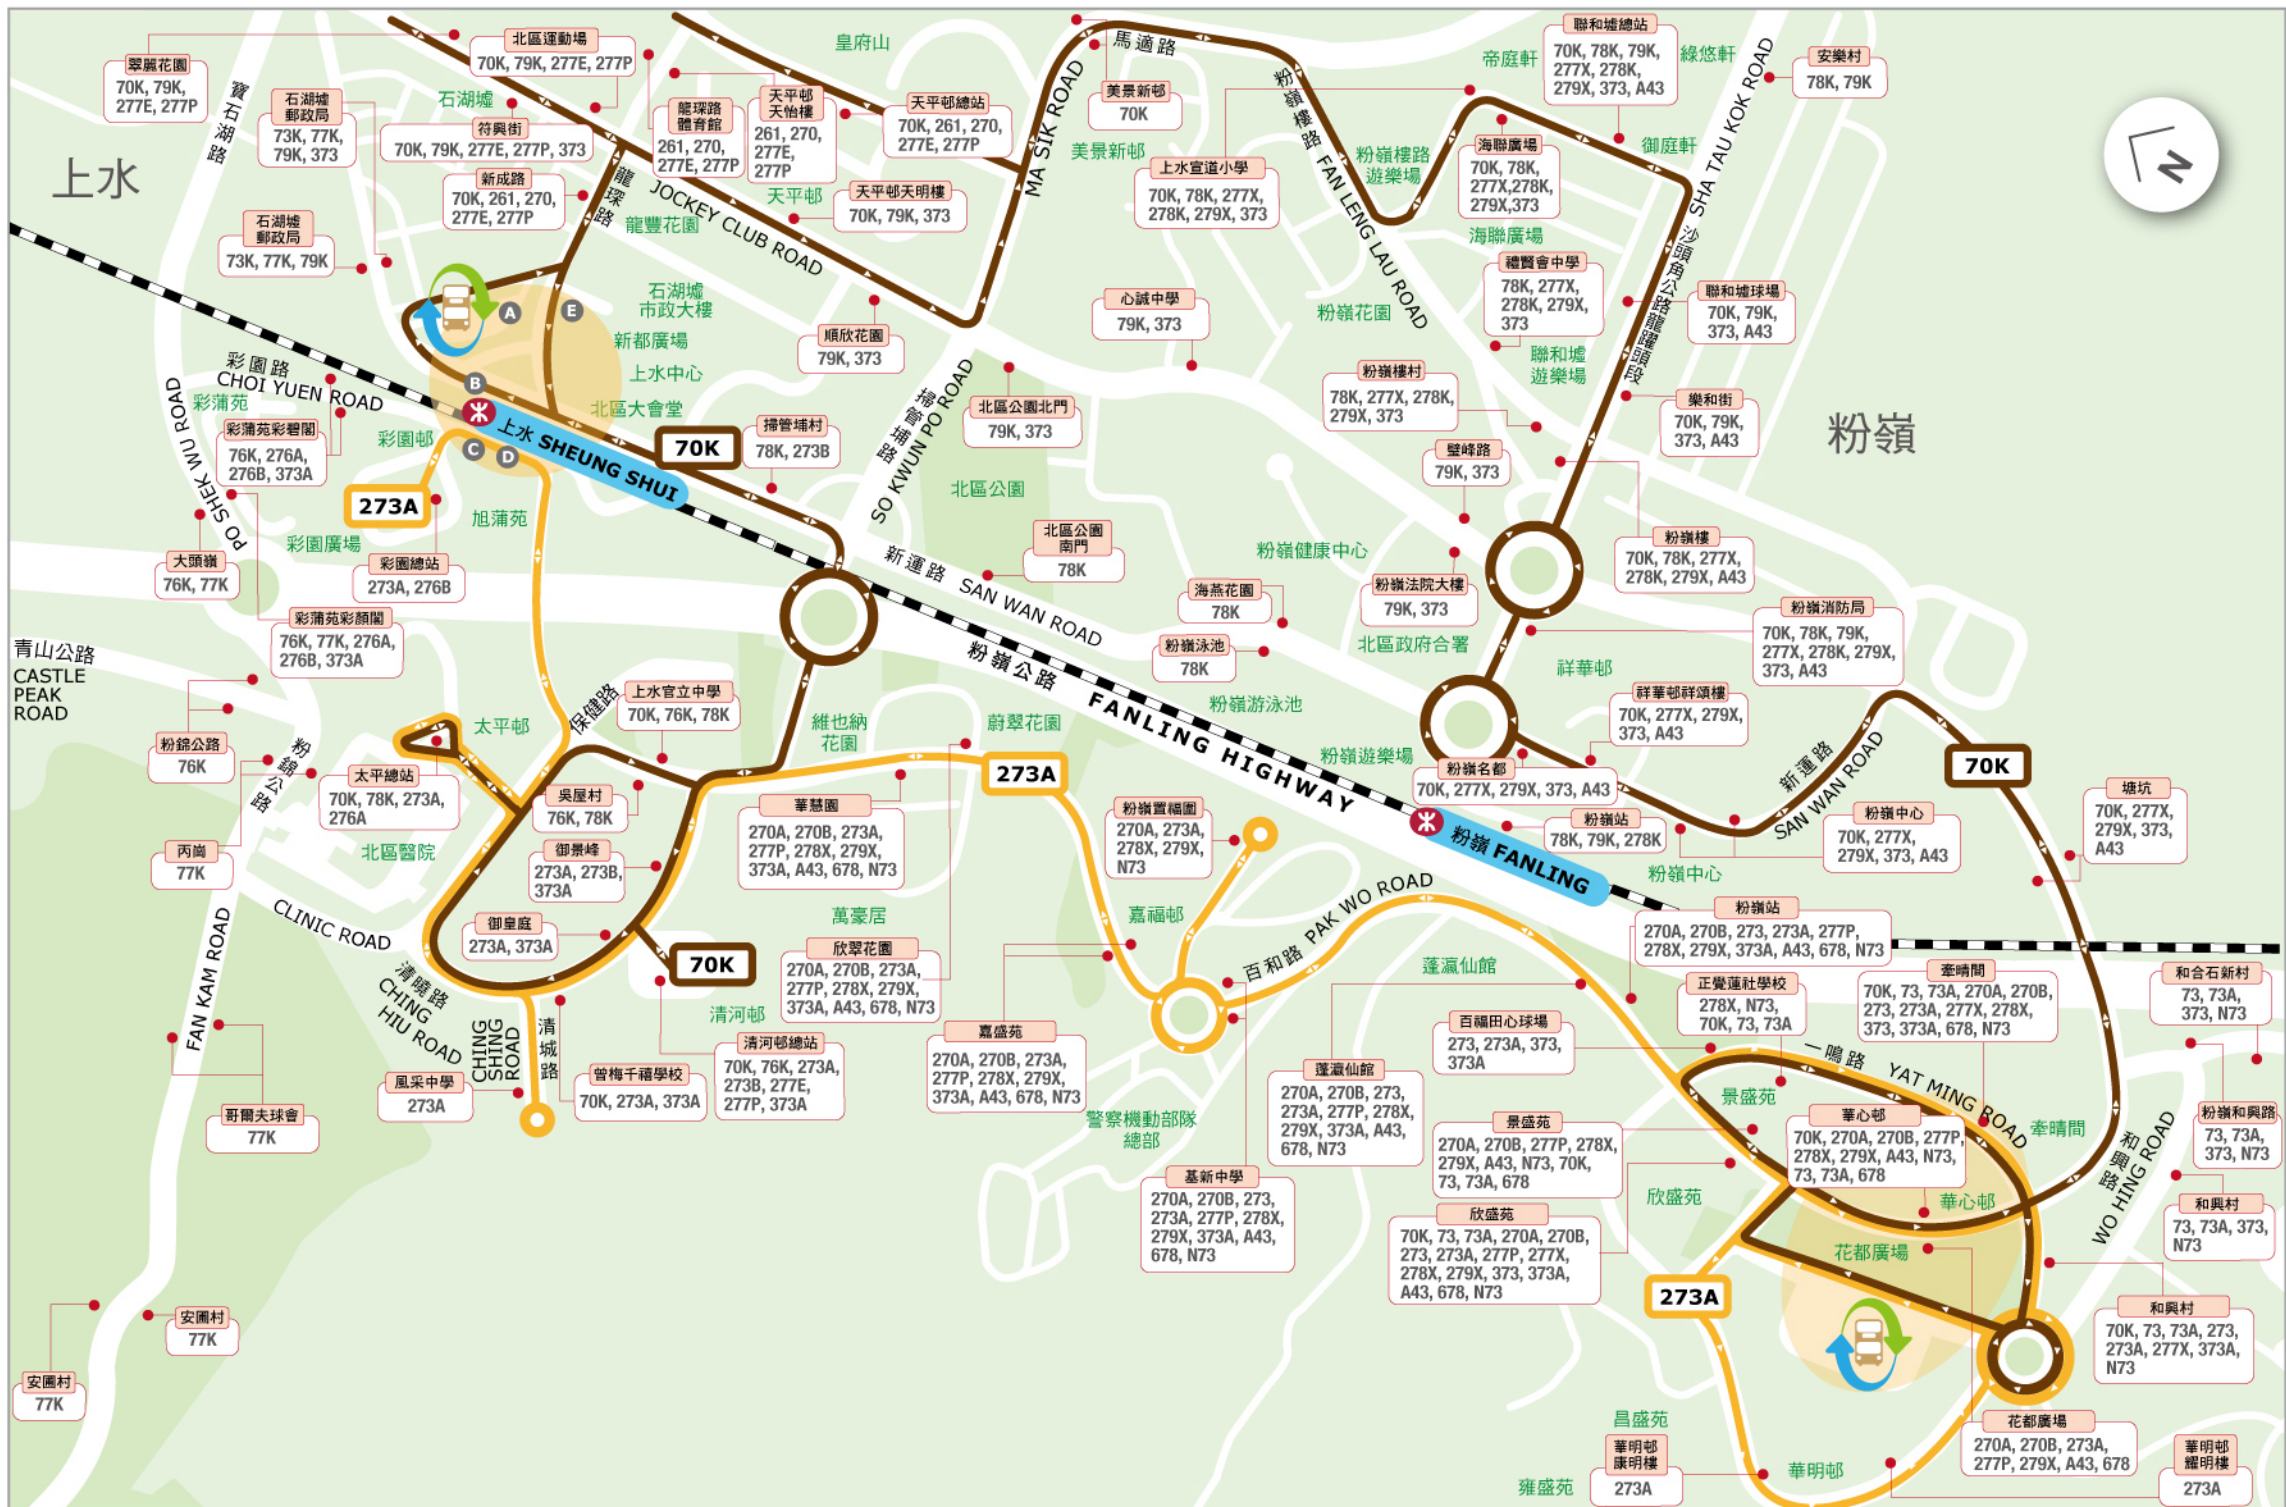 翠麗花園
70K, 79K,
277E, 277P
北區運動場
70K, 79K, 277E, 277P
石湖墟
郵政局
73K, 77K,
79K, 373
石湖墟
符興街
70K, 79K, 277E, 277P, 373
龍琛路
體育館
261, 270,
277E, 277P
天平邨
天怡樓
261, 270,
277E,
277P
皇府山
天平邨總站
70K, 261, 270,
277E, 277P
馬適路
MA SIK ROAD
美景新邨
70K
美景新邨
帝庭軒
聯和墟總站
70K, 78K, 79K,
277X, 278K,
279X, 373, A43
綠悠軒
安樂村
78K, 79K
N
上水
寶石湖路
新成路
70K, 261, 270,
277E, 277P
龍琛路
JOCKEY CLUB ROAD
龍豐花園
天平邨
天平邨天明樓
70K, 79K, 373
上水宣道小學
70K, 78K, 277X,
278K, 279X, 373
粉嶺樓路
FAN LENG LAU ROAD
粉嶺樓路
遊樂場
海聯廣場
70K, 78K,
277X,278K,
279X,373
海聯廣場
御庭軒
SHA TAU KOK ROAD
沙頭角公路龍躍頭段
石湖墟
郵政局
73K, 77K, 79K
A
E
B
C
D
石湖墟
市政大樓
新都廣場
上水中心
北區大會堂
順欣花園
79K, 373
心誠中學
79K, 373
粉嶺花園
禮賢會中學
78K, 277X,
278K, 279X,
373
聯和墟
遊樂場
聯和墟球場
70K, 79K,
373, A43
樂和街
70K, 79K,
373, A43
粉嶺
彩園路
CHOI YUEN ROAD
彩蒲苑
彩園邨
彩蒲苑彩碧閣
76K, 276A,
276B, 373A
PO SHEK WU ROAD
上水 SHEUNG SHUI
70K
掃管埔村
78K, 273B
掃管埔路
SO KWUN PO ROAD
北區公園北門
79K, 373
粉嶺樓村
78K, 277X, 278K,
279X, 373
璧峰路
79K, 373
273A
旭蒲苑
彩園廣場
彩園總站
273A, 276B
大頭嶺
76K, 77K
彩蒲苑彩顏閣
76K, 77K, 276A,
276B, 373A
北區公園
北區公園
南門
78K
新運路
SAN WAN ROAD
粉嶺健康中心
海燕花園
78K
粉嶺泳池
78K
粉嶺法院大樓
79K, 373
北區政府合署
粉嶺樓
70K, 78K, 277X,
278K, 279X, A43
粉嶺消防局
70K, 78K, 79K,
277X, 278K, 279X,
373, A43
祥華邨
祥華邨祥頌樓
70K, 277X, 279X,
373, A43
青山公路
CASTLE
PEAK
ROAD
粉錦公路
76K
粉錦公路
太平邨
太平總站
70K, 78K, 273A,
276A
保健路
上水官立中學
70K, 76K, 78K
吳屋村
76K, 78K
御景峰
273A, 273B,
373A
御皇庭
273A, 373A
維也納
花園
蔚翠花園
粉嶺公路
FANLING HIGHWAY
粉嶺游泳池
粉嶺遊樂場
273A
華慧園
270A, 270B, 273A,
277P, 278X, 279X,
373A, A43, 678, N73
粉嶺置福圍
270A, 273A,
278X, 279X,
N73
粉嶺名都
70K, 277X, 279X, 373, A43
粉嶺站
78K, 79K, 278K
粉嶺 FANLING
新運路
SAN WAN ROAD
70K
粉嶺中心
70K, 277X,
279X, 373, A43
粉嶺中心
塘坑
70K, 277X,
279X, 373,
A43
丙崗
77K
北區醫院
CLINIC ROAD
FAN KAM ROAD
清曉路
CHING
HIU ROAD
CHING
SHING
ROAD
清城路
70K
清河邨
萬豪居
欣翠花園
270A, 270B, 273A,
277P, 278X, 279X,
373A, A43, 678, N73
嘉福邨
百和路 PAK WO ROAD
蓬瀛仙館
粉嶺站
270A, 270B, 273, 273A, 277P,
278X, 279X, 373A, A43, 678, N73
正覺蓮社學校
278X, N73,
70K, 73, 73A
牽晴間
70K, 73, 73A, 270A, 270B,
273, 273A, 277X, 278X,
373, 373A, 678, N73
和合石新村
73, 73A,
373, N73
風采中學
273A
曾梅千禧學校
70K, 273A, 373A
清河邨總站
70K, 76K, 273A,
273B, 277E,
277P, 373A
嘉盛苑
270A, 270B, 273A,
277P, 278X, 279X,
373A, A43, 678, N73
百福田心球場
273, 273A, 373,
373A
蓬瀛仙館
270A, 270B, 273,
273A, 277P, 278X,
279X, 373A, A43,
678, N73
一鳴路
YAT MING ROAD
景盛苑
華心邨
70K, 270A, 270B, 277P,
278X, 279X, A43, N73,
73, 73A, 678
牽晴間
和興路
WO HING ROAD
粉嶺和興路
73, 73A,
373, N73
哥爾夫球會
77K
警察機動部隊
總部
景盛苑
270A, 270B, 277P, 278X,
279X, A43, N73, 70K,
73, 73A, 678
基新中學
270A, 270B, 273,
273A, 277P, 278X,
279X, 373A, A43,
678, N73
欣盛苑
欣盛苑
70K, 73, 73A, 270A, 270B,
273, 273A, 277P, 277X,
278X, 279X, 373, 373A,
A43, 678, N73
華心邨
花都廣場
和興村
73, 73A, 373,
N73
273A
和興村
70K, 73, 73A, 273,
273A, 277X, 373A,
N73
安圃村
77K
安圃村
77K
昌盛苑
華明邨
康明樓
273A
雍盛苑
華明邨
花都廣場
270A, 270B, 273A,
277P, 279X, A43, 678
華明邨
耀明樓
273A